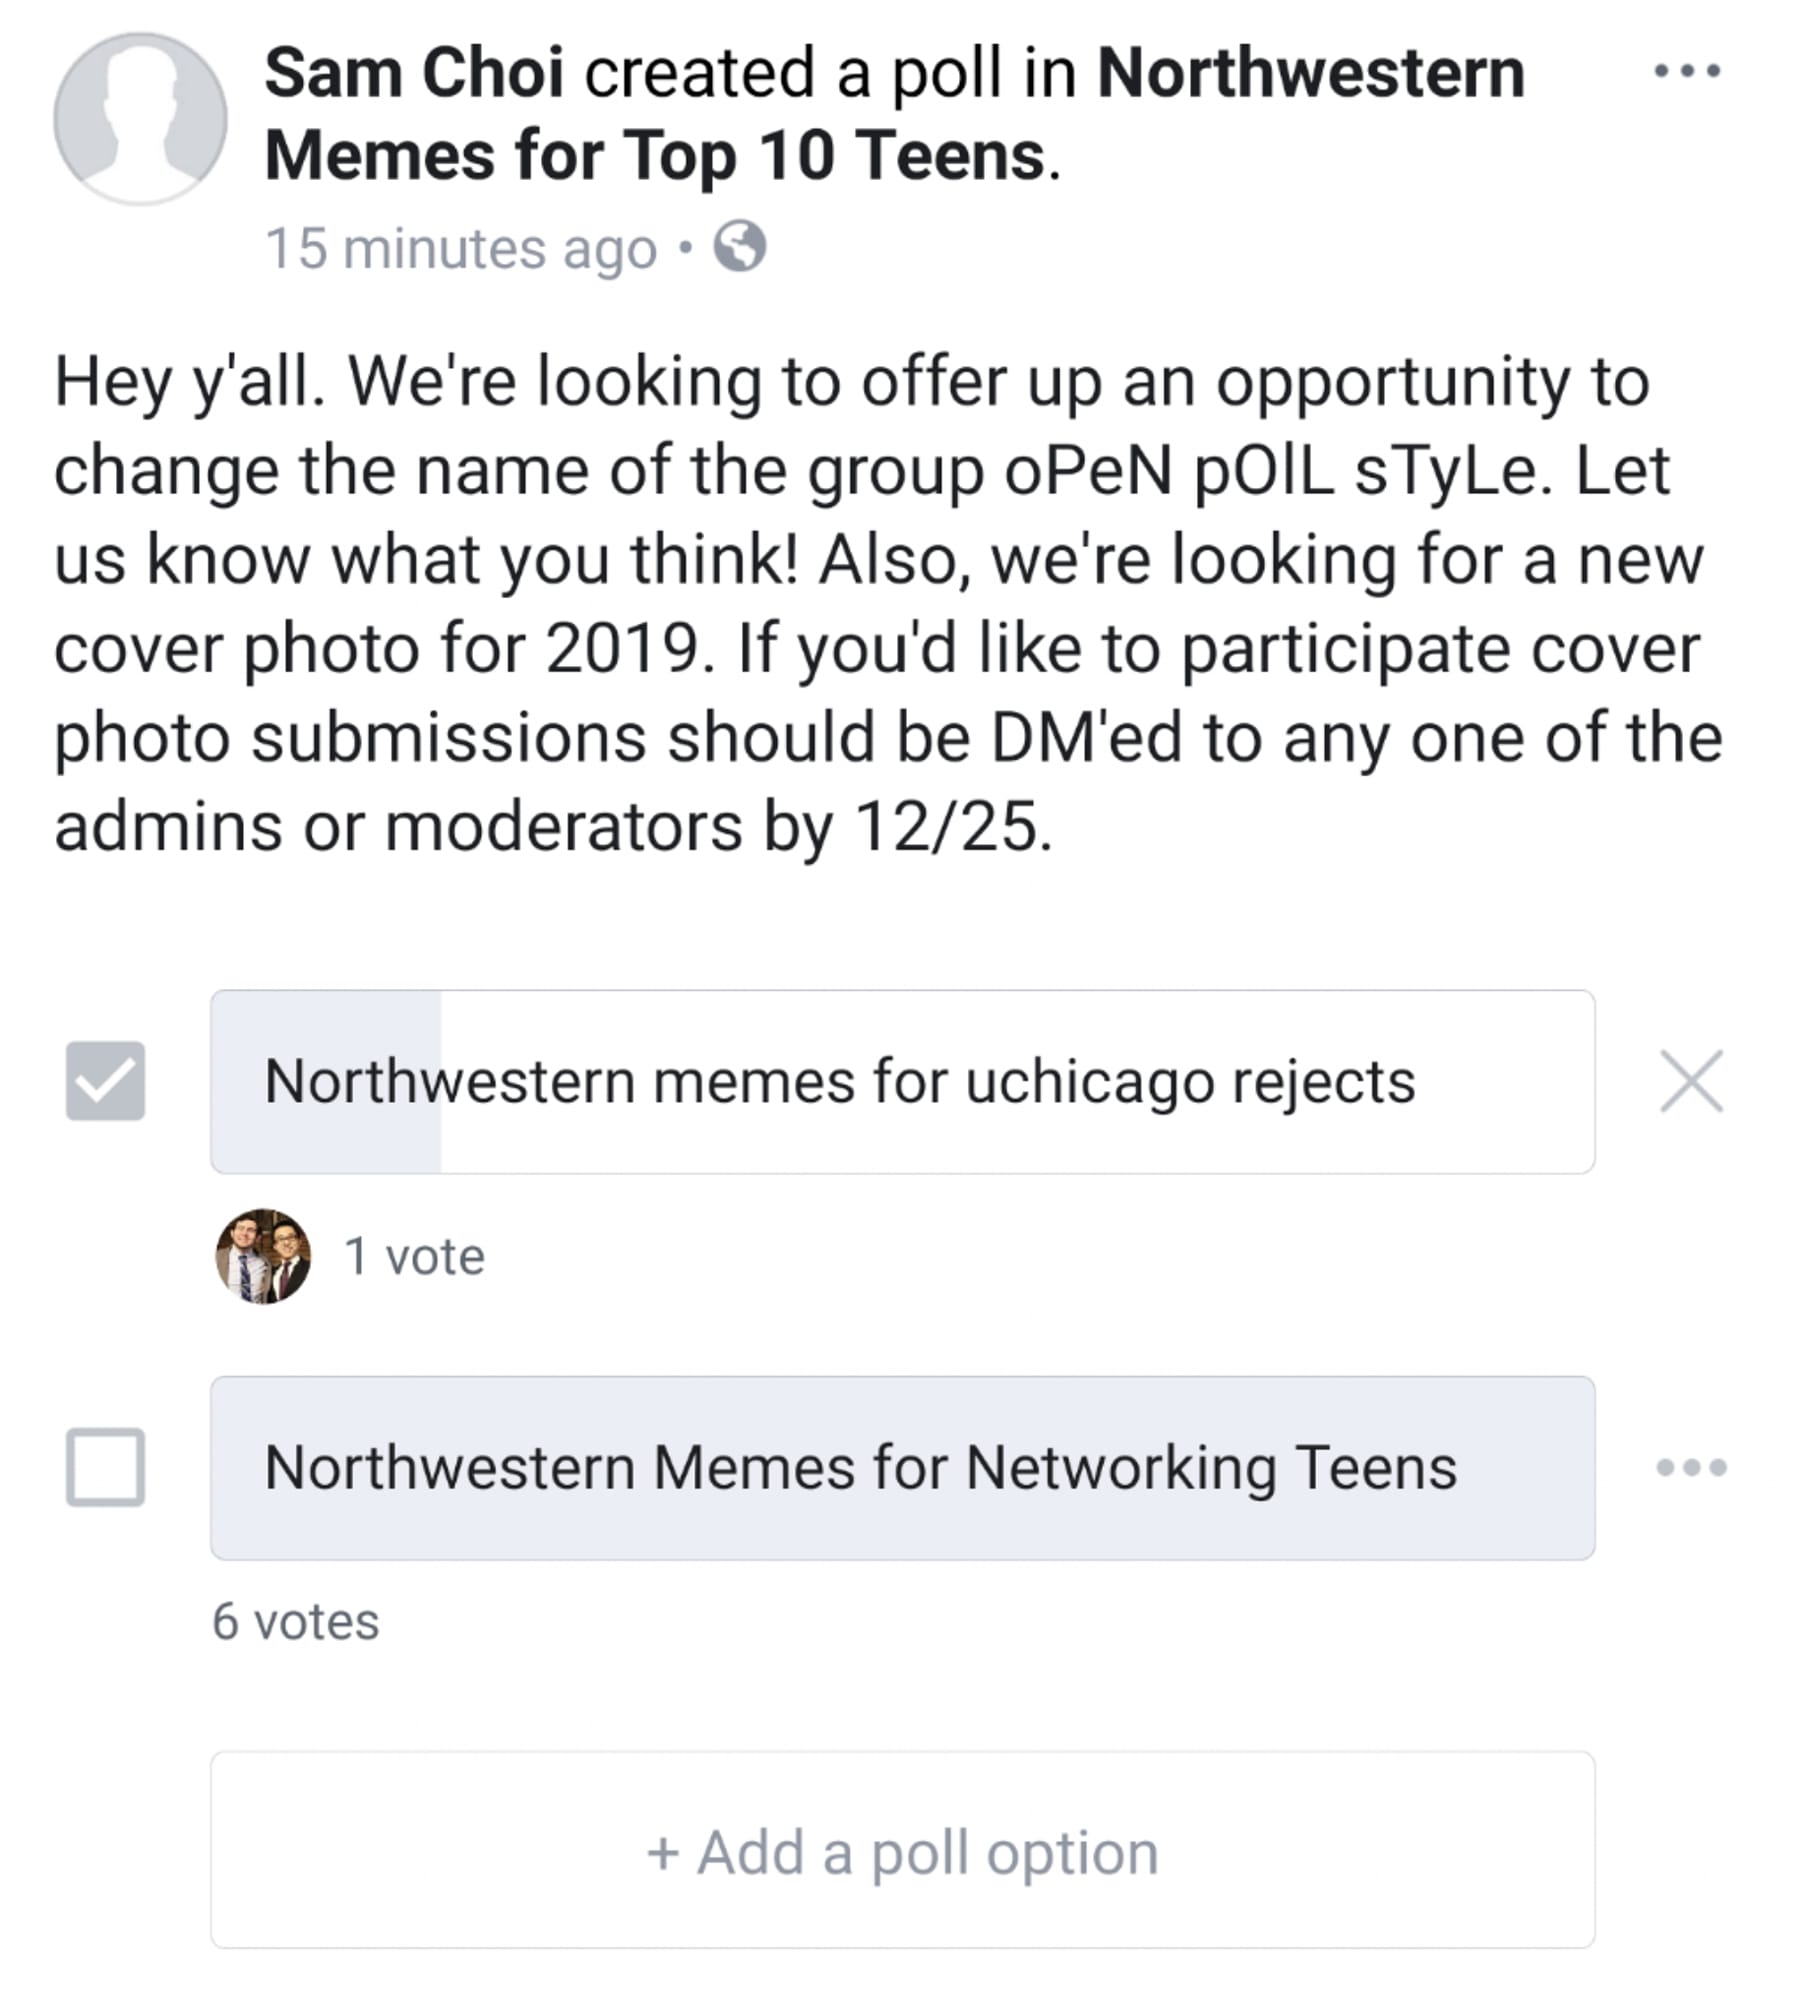 Sam Choi created a poll in Northwestern
Memes for Top 10 Teens.
15 minutes ago •
Hey y'all. We're looking to offer up an opportunity to
change the name of the group oPeN pOlL sTyLe. Let
us know what you think! Also, we're looking for a new
cover photo for 2019. If you'd like to participate cover
photo submissions should be DM'ed to any one of the
admins or moderators by 12/25.
Northwestern memes for uchicago rejects
1 vote
Northwestern Memes for Networking Teens
6 votes
+ Add a poll option